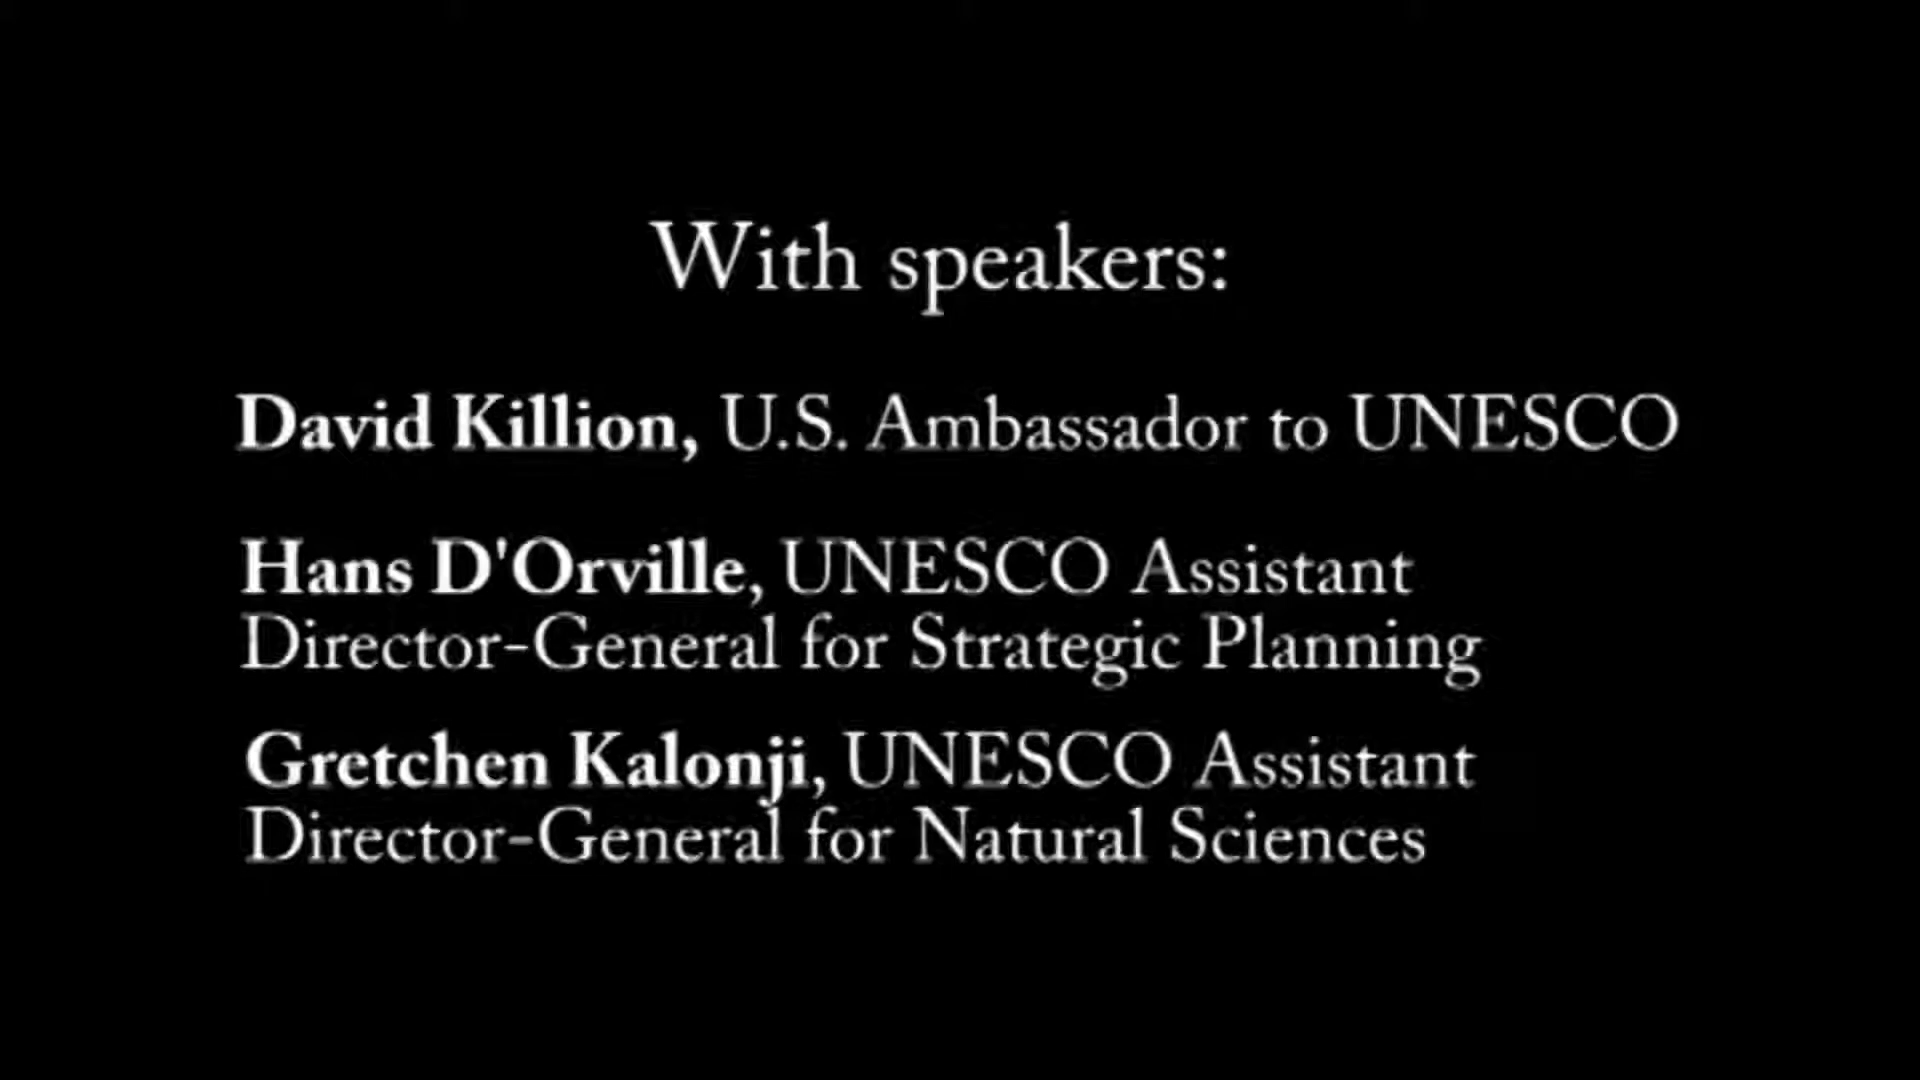 With speakers:
David Killion, U.S. Ambassador to UNESCO
Hans D'Orville, UNESCO Assistant
Director-General for Strategic Planning
Gretchen Kalonji, UNESCO Assistant
Director-General for Natural Sciences